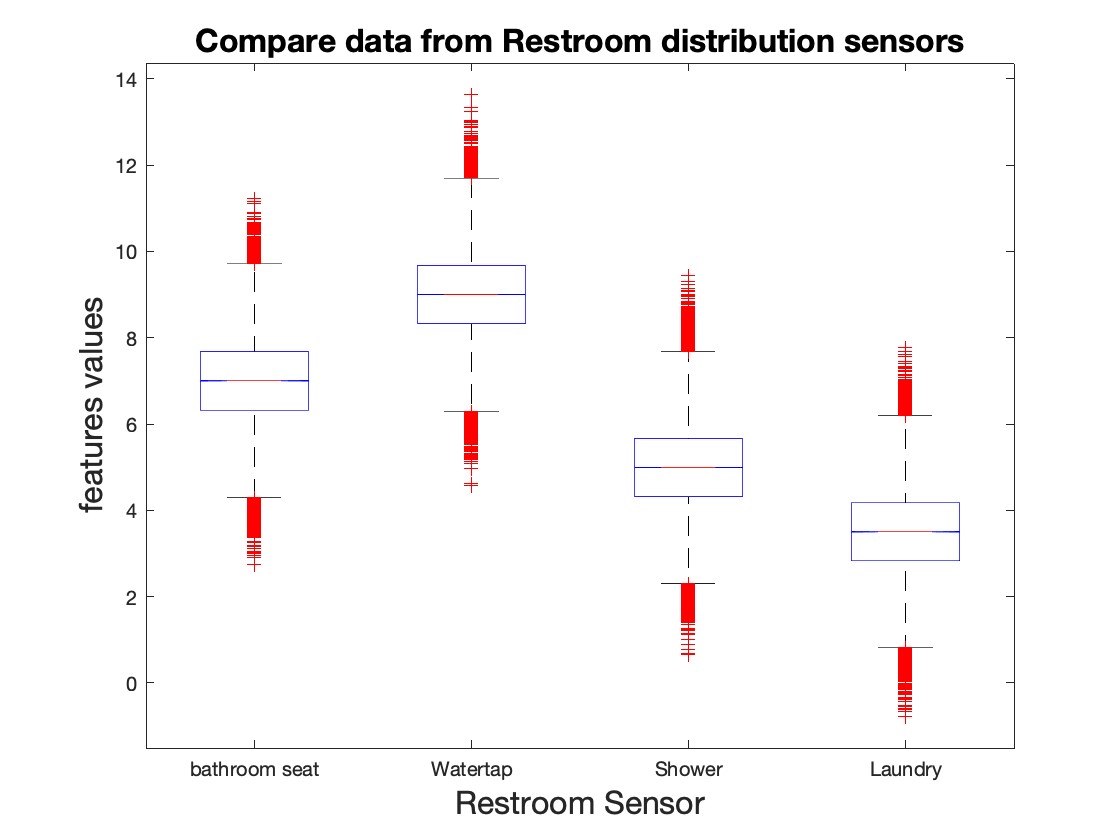 Compare data from Restroom distribution sensors
14
12
10
8
6
4
2
0
features values
bathroom seat Watertap Shower Laundry
Restroom Sensor